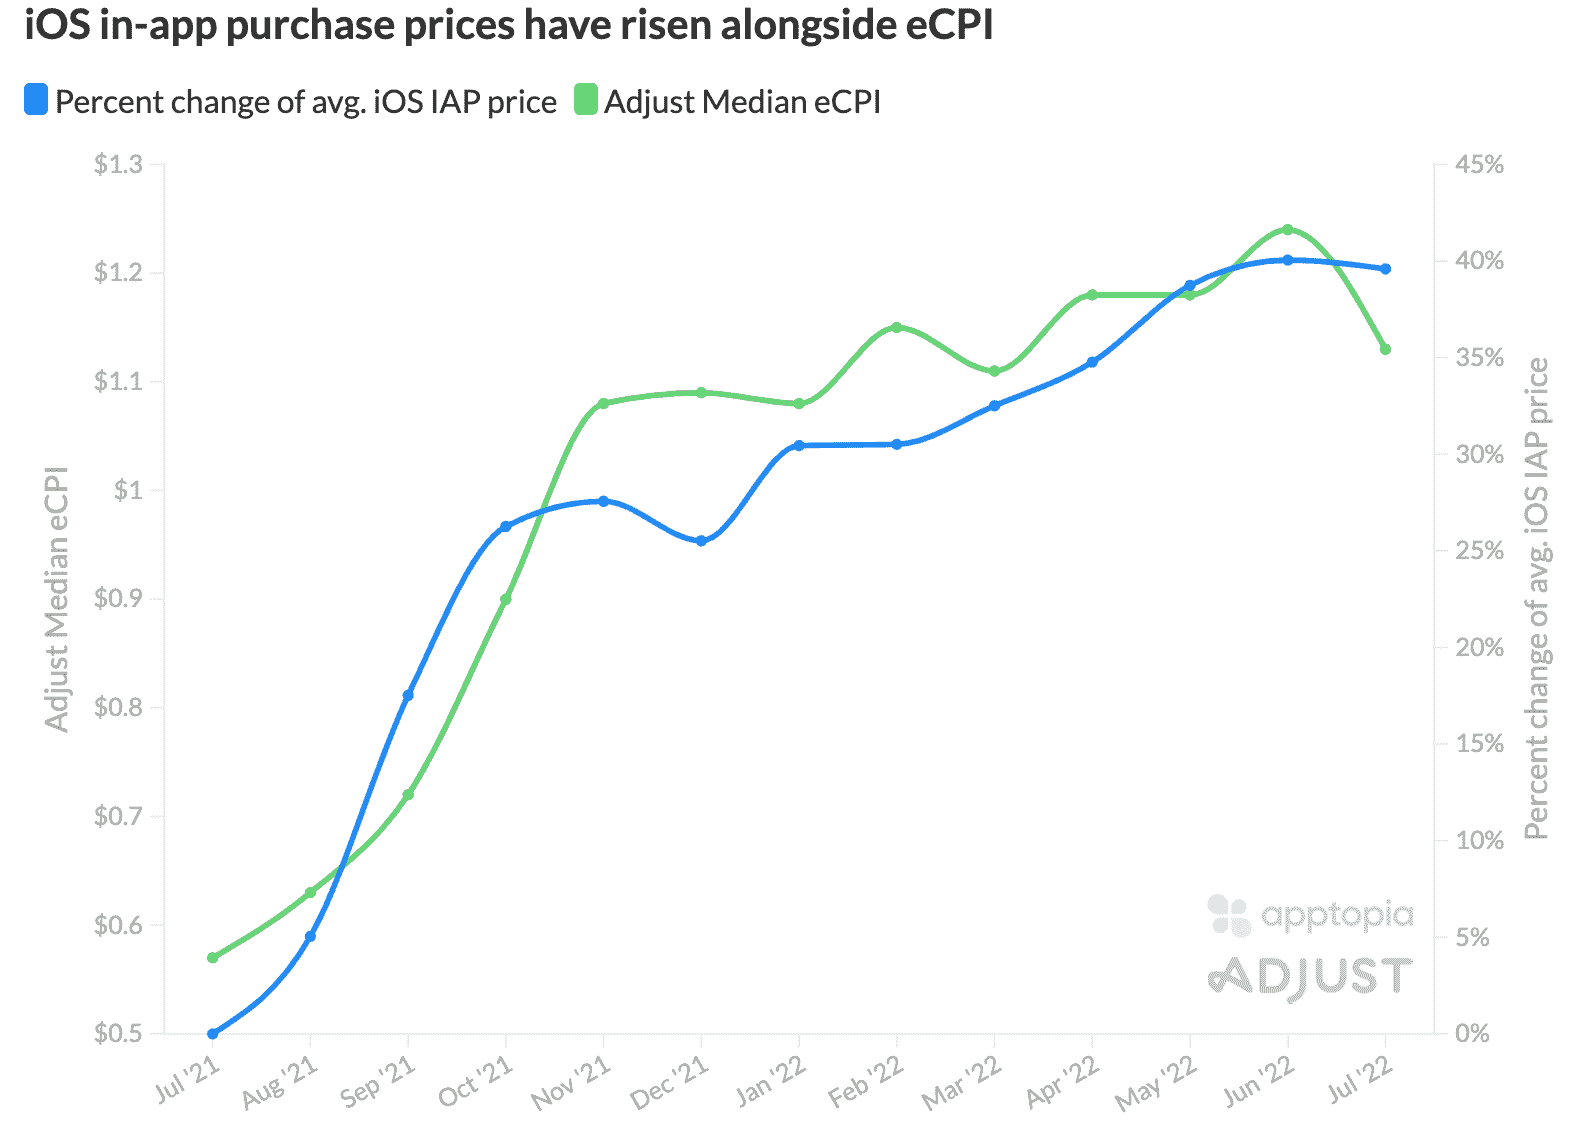 iOS in-app purchase prices have risen alongside eCPI
Percent change of avg. iOS IAP price Adjust Median eCPI
$1.3
$1.2
$1.1
$1
$0.9
$0.8
$0.7
$0.6
$0.5
Adjust Median eCPI
45%
40%
35%
30%
25%
20%
15%
10%
5%
0%
Percent change of avg. iOS IAP price
apptopia
ADJUST
Jul '21 Aug '21 Sep '21 Oct '21 Nov '21 Dec '21 Jan '22 Feb '22 Mar '22 Apr '22 May '22 Jun '22 Jul '22